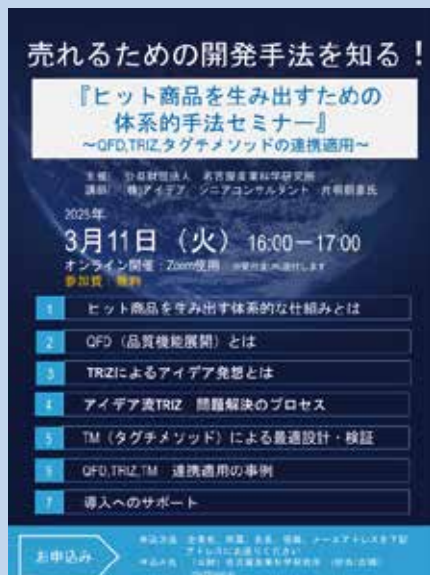 売れるための開発手法を知る！
『ヒット商品を生み出すための
体系的手法セミナー』
～QFD,TRIZ,タグチメソッドの連携適用～
主催: 公益財団法人 名古屋産業科学研究所
講師: (株)アイデア シニアコンサルタント 片桐朝彦氏
2025年
3月11日 （火） 16:00－17:00
オンライン開催：Zoom使用
参加費：無料
1 ヒット商品を生み出す体系的な仕組みとは
2 QFD（品質機能展開）とは
3 TRIZによるアイデア発想とは
4 アイデア流TRIZ 問題解決のプロセス
5 TM（タグチメソッド）による最適設計・検証
6 QFD,TRIZ,TM 連携適用の事例
7 導入へのサポート
お申込み